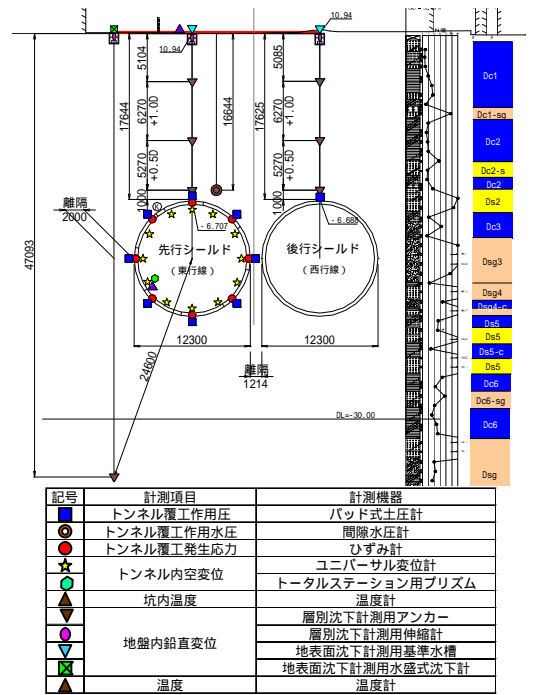 10.94
10.94
5104
6270
+1.0D
5270
+0.5D
1000
17644
16644
5085
6270
+1.0D
5270
+0.5D
1000
17625
47093
離隔
2000
- 6.707
- 6.688
先行シールド
(東行線)
後行シールド
(西行線)
12300
12300
24600
離隔
1214
DL=-30.00
Dc1
Dc1-sg
Dc2
Dc2-s
Dc2
Ds2
Dc3
Dsg3
Dsg4
Dsg4-c
Ds5
Ds5
Ds5-c
Ds5
Dc6
Dc6-sg
Dc6
Dsg
記号 計測項目 計測機器
トンネル覆工作用圧 パッド式土圧計
トンネル覆工作用水圧 間隙水圧計
トンネル覆工発生応力 ひずみ計
トンネル内空変位 ユニバーサル変位計
トータルステーション用プリズム
坑内温度 温度計
地盤内鉛直変位 層別沈下計測用アンカー
層別沈下計測用伸縮計
地表面沈下計測用基準水槽
地表面沈下計測用水盛式沈下計
温度 温度計